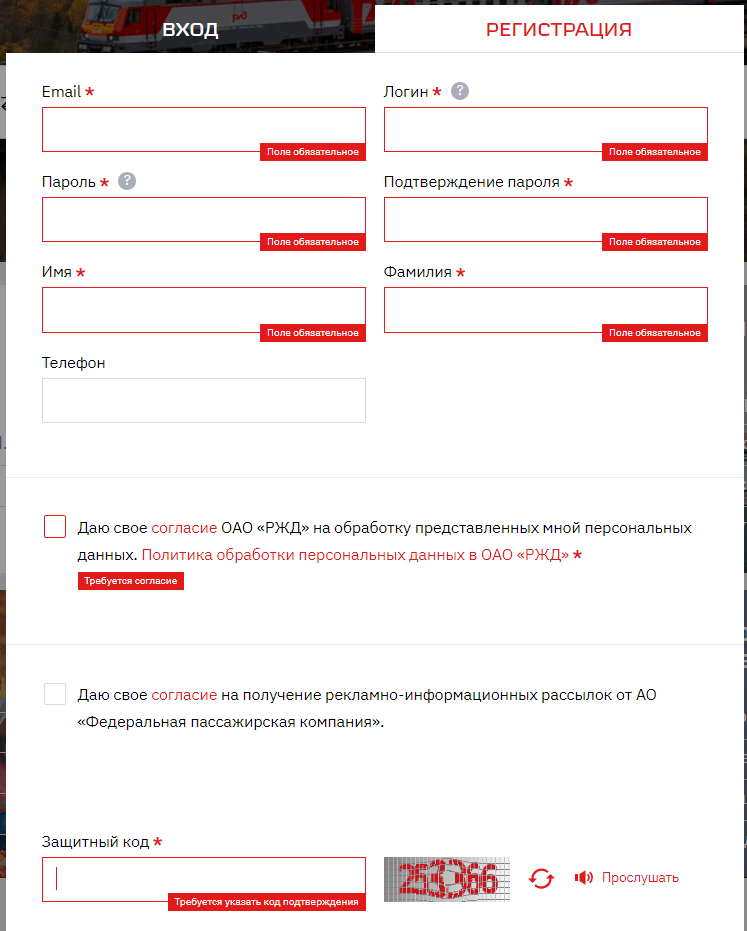 ВХОД
РЕГИСТРАЦИЯ
Email *
Логин * ?
Поле обязательное
Поле обязательное
Пароль * ?
Подтверждение пароля *
Поле обязательное
Поле обязательное
Имя *
Фамилия *
Поле обязательное
Поле обязательное
Телефон
Даю свое согласие ОАО «РЖД» на обработку представленных мной персональных
данных. Политика обработки персональных данных в ОАО «РЖД» *
Требуется согласие
Даю свое согласие на получение рекламно-информационных рассылок от АО
«Федеральная пассажирская компания».
Защитный код *
Прослушать
Требуется указать код подтверждения